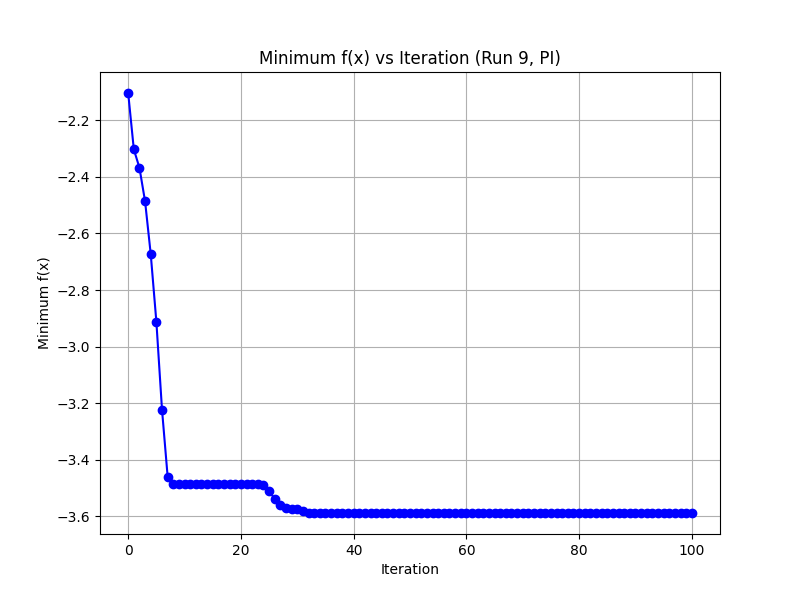 Minimum f(x) vs Iteration (Run 9, PI)
Minimum f(x)
−2.2
−2.4
−2.6
−2.8
−3.0
−3.2
−3.4
−3.6
0 20 40 60 80 100
Iteration